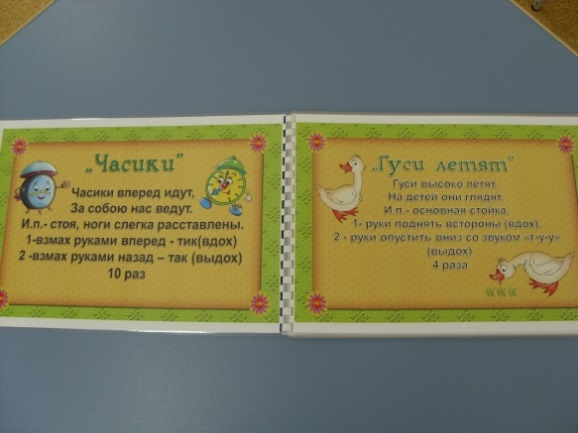 „Часики"
Часики вперед идут,
За собою нас ведут.
И.п.- стоя, ноги слегка расставлены.
1-взмах руками вперед - тик(вдох)
2 -взмах руками назад – так (выдох)
10 раз
„Гуси летят"
Гуси высоко летят,
На детей они глядят.
И.п - основная стойка.
1- руки поднять встороны (вдох).
2 - руки опустить вниз со звуком «г-у-у»
(выдох)
4 раза